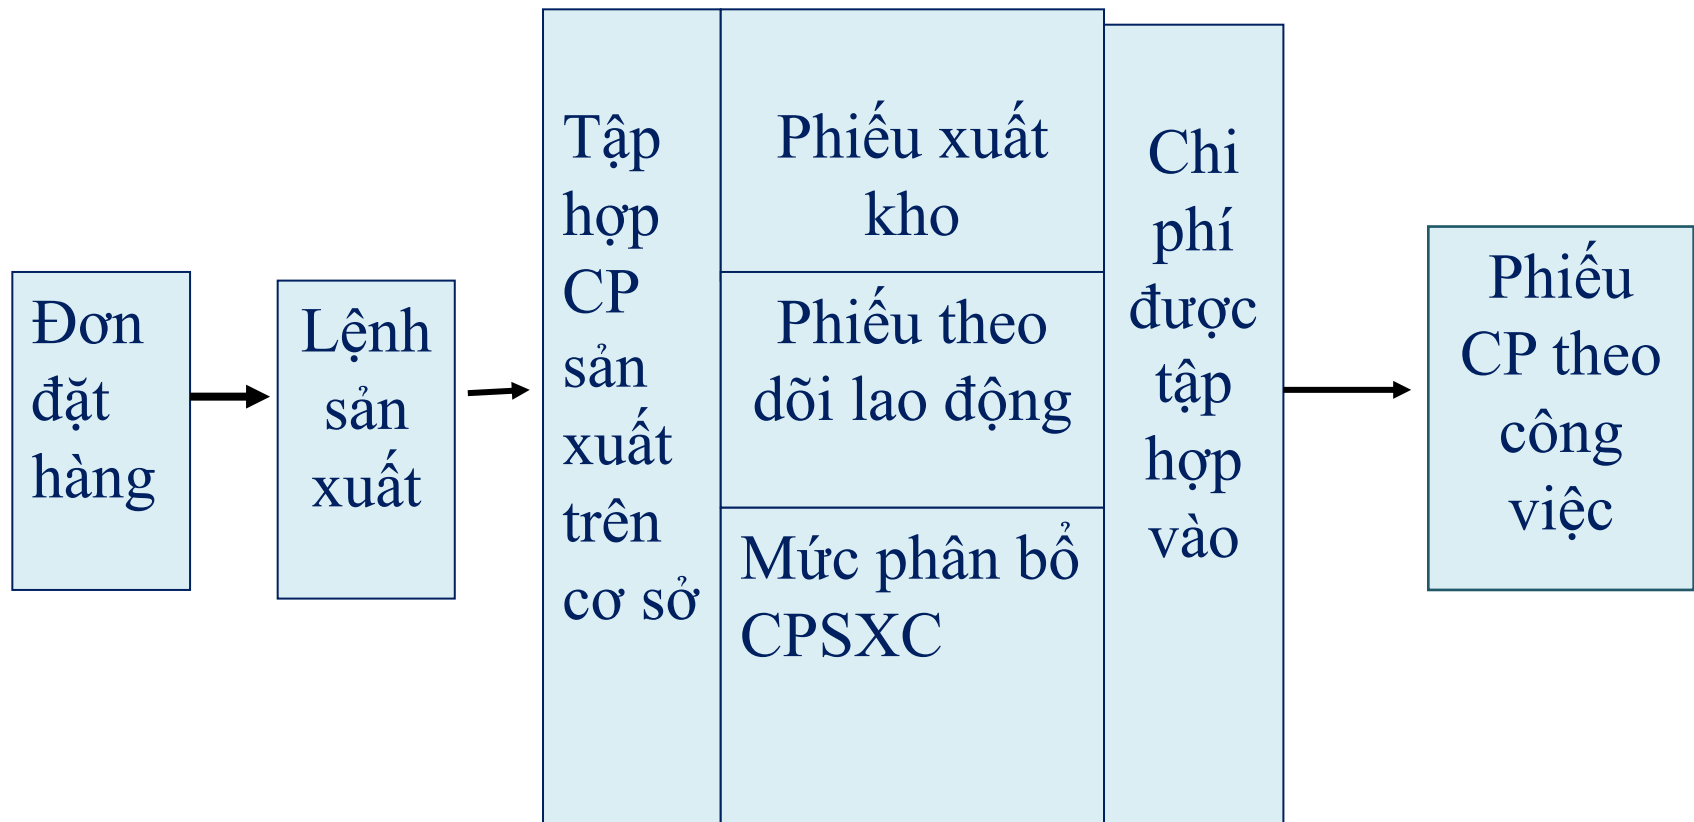 Đơn
đặt
hàng
Lệnh
sản
xuất
Tập
hợp
CP
sản
xuất
trên
cơ sở
Phiếu xuất
kho
Phiếu theo
dõi lao động
Mức phân bổ
CPSXC
Chi
phí
được
tập
hợp
vào
Phiếu
CP theo
công
việc